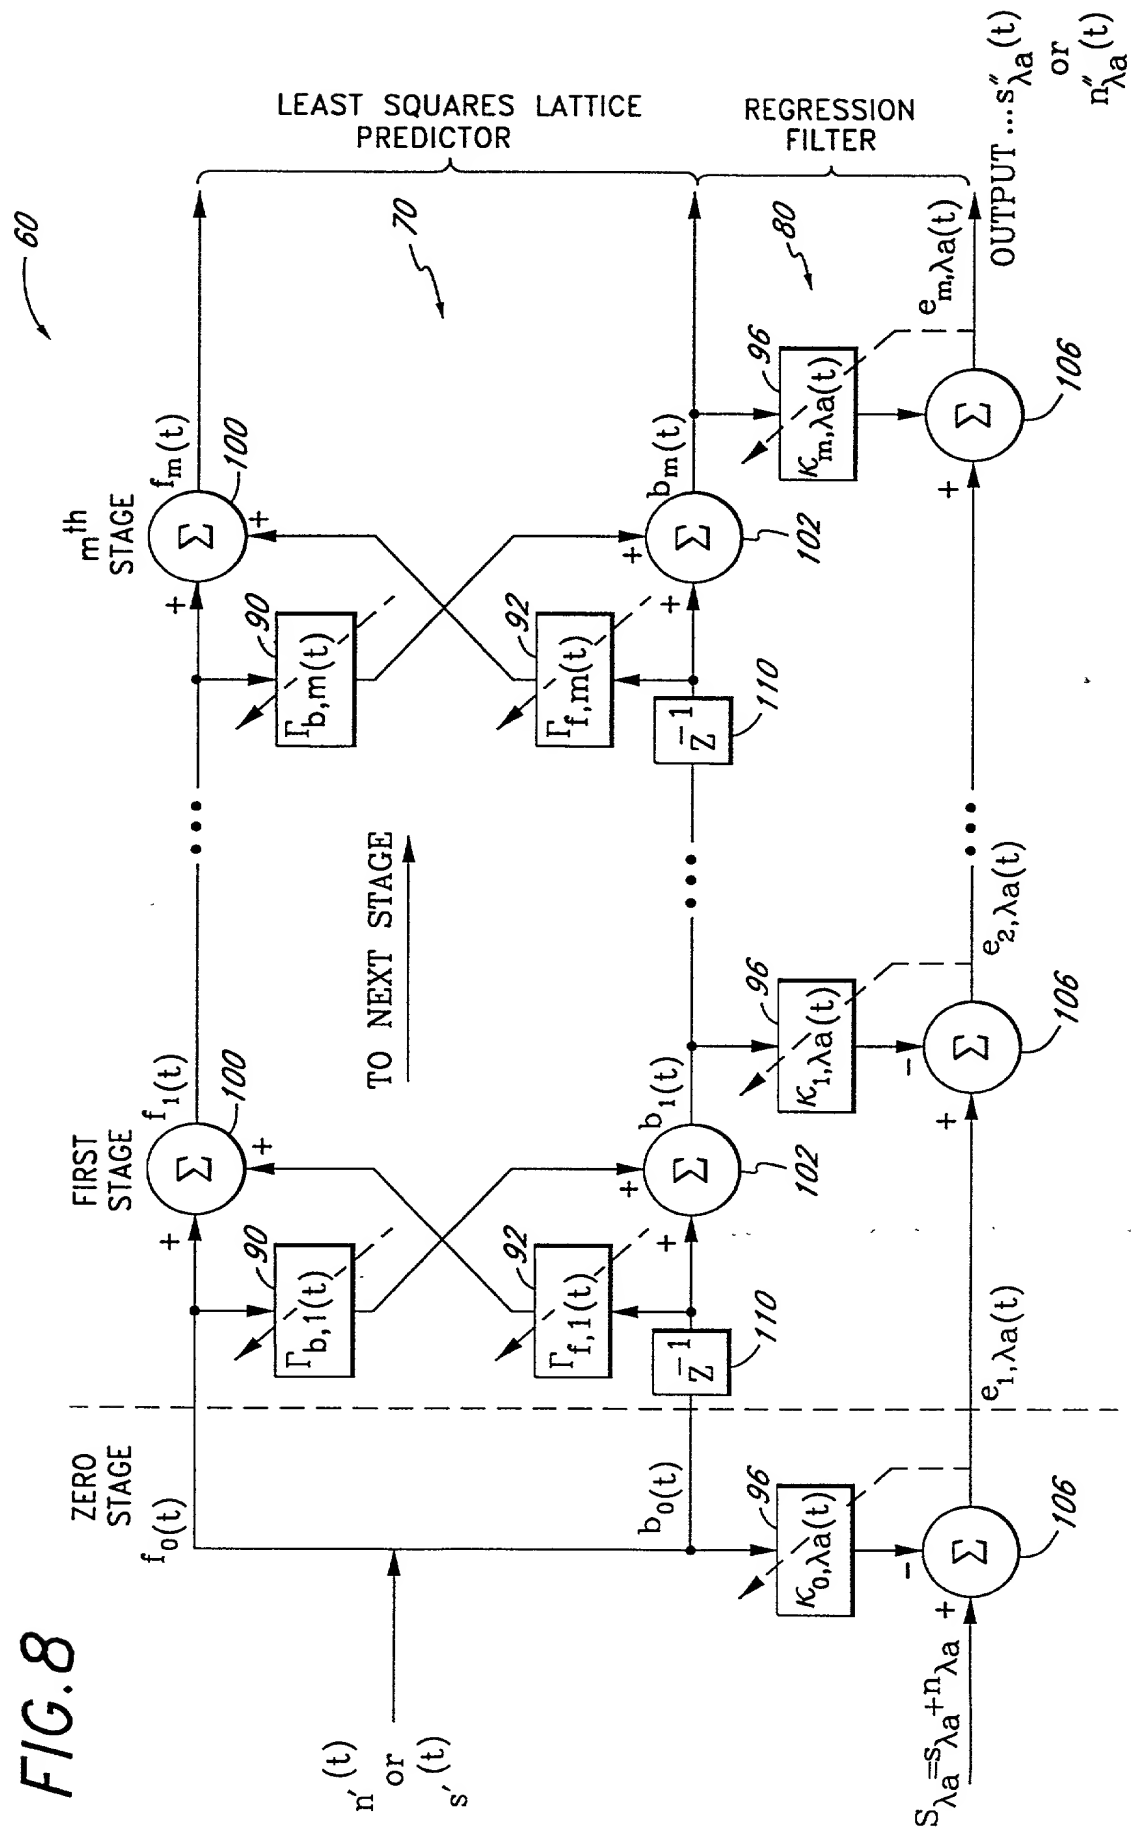 FIG.8
60
ZERO
STAGE
FIRST
STAGE
mth
STAGE
f0(t)
f1(t)
fm(t)
100
100
+
+
+
+
Σ
Σ
90
Γb,1(t)
90
Γb,m(t)
LEAST SQUARES LATTICE
PREDICTOR
70
n′(t)
or
s′(t)
TO NEXT STAGE
92
Γf,1(t)
92
Γf,m(t)
b0(t)
b1(t)
bm(t)
+
+
+
+
Z−1
Σ
Z−1
Σ
110
102
110
102
REGRESSION
FILTER
80
96
κ0,λa(t)
96
κ1,λa(t)
96
κm,λa(t)
−
−
+
+
+
Σ
Σ
Σ
106
106
106
Sλa=sλa+nλa
e1,λa(t)
e2,λa(t)
em,λa(t)
OUTPUT...s″λa(t)
or
n″λa(t)